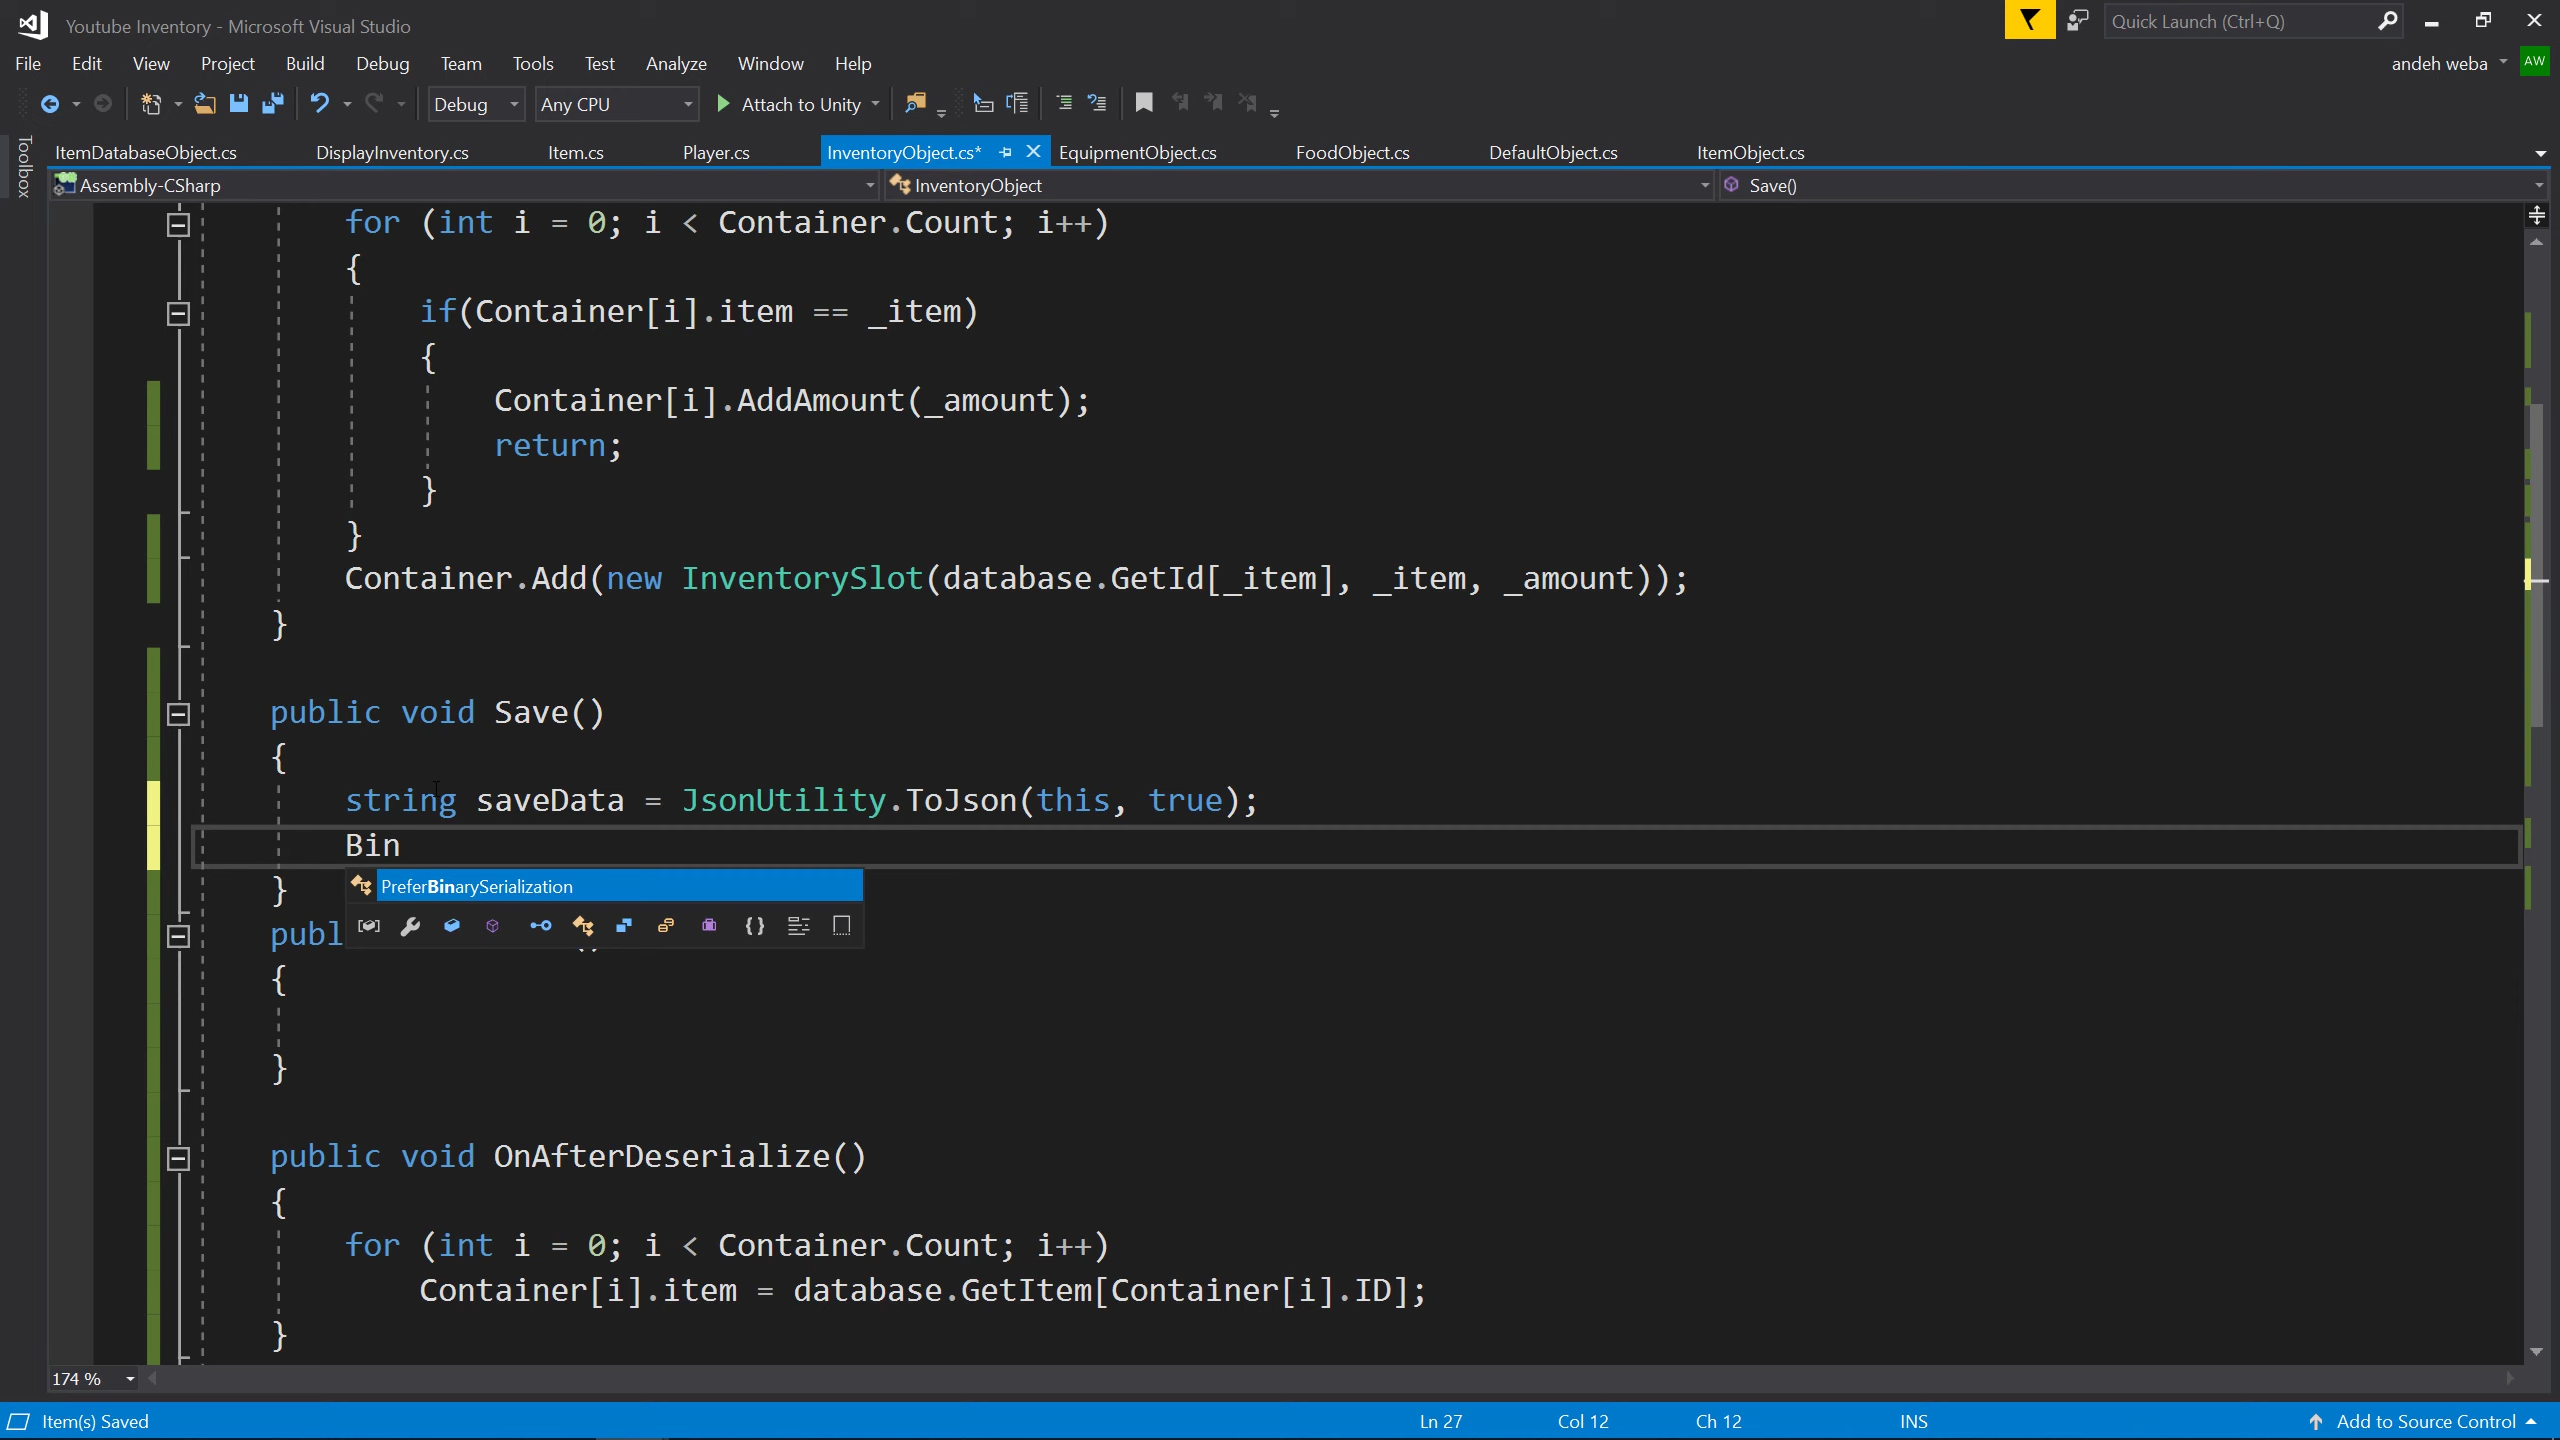 Youtube Inventory - Microsoft Visual Studio
Quick Launch (Ctrl+Q)
File Edit View Project Build Debug Team Tools Test Analyze Window Help
andeh weba AW
Debug Any CPU Attach to Unity
Toolbox
ItemDatabaseObject.cs DisplayInventory.cs Item.cs Player.cs InventoryObject.cs* EquipmentObject.cs FoodObject.cs DefaultObject.cs ItemObject.cs
Assembly-CSharp InventoryObject Save()
for (int i = 0; i < Container.Count; i++)
{
if(Container[i].item == _item)
{
Container[i].AddAmount(_amount);
return;
}
}
Container.Add(new InventorySlot(database.GetId[_item], _item, _amount));
}
public void Save()
{
string saveData = JsonUtility.ToJson(this, true);
Bin
PreferBinarySerialization
}
publ
{
}
public void OnAfterDeserialize()
{
for (int i = 0; i < Container.Count; i++)
Container[i].item = database.GetItem[Container[i].ID];
}
174 %
Item(s) Saved Ln 27 Col 12 Ch 12 INS Add to Source Control